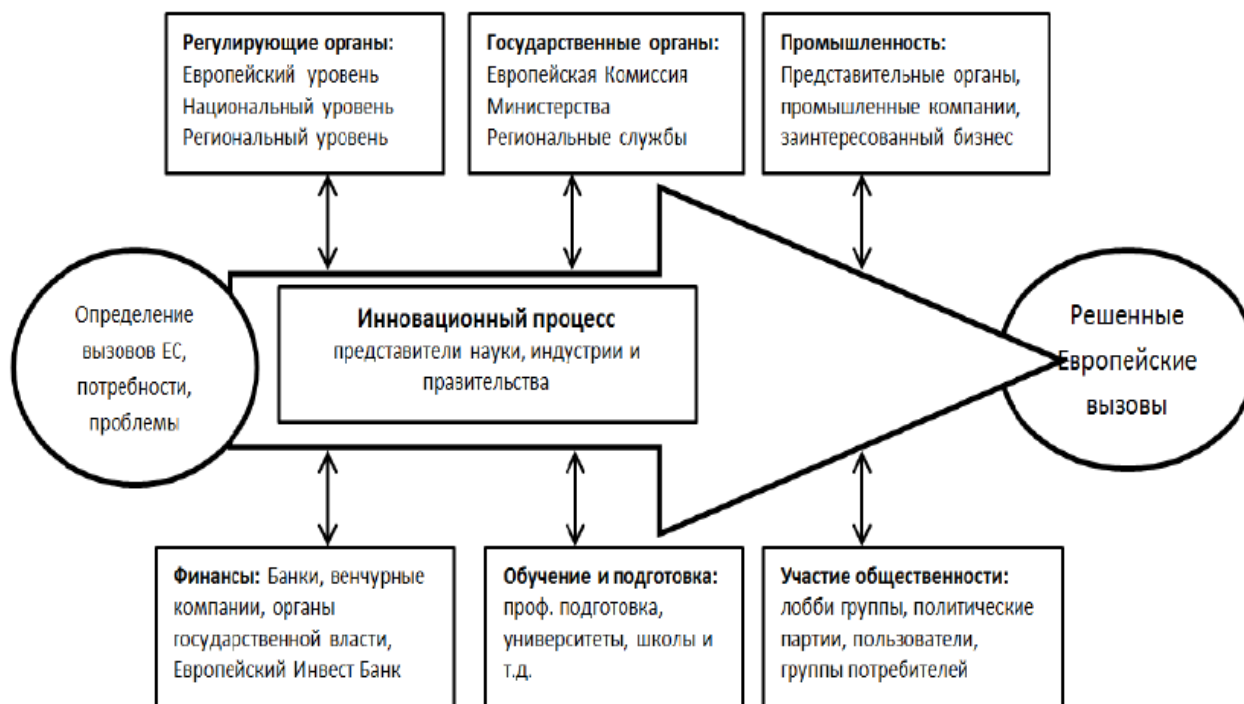 Регулирующие органы:
Европейский уровень
Национальный уровень
Региональный уровень
Государственные органы:
Европейская Комиссия
Министерства
Региональные службы
Промышленность:
Представительные органы,
промышленные компании,
заинтересованный бизнес
Определение
вызовов ЕС,
потребности,
проблемы
Инновационный процесс
представители науки, индустрии и
правительства
Решенные
Европейские
вызовы
Финансы: Банки, венчурные
компании, органы
государственной власти,
Европейский Инвест Банк
Обучение и подготовка:
проф. подготовка,
университеты, школы и
т.д.
Участие общественности:
лобби группы, политические
партии, пользователи,
группы потребителей